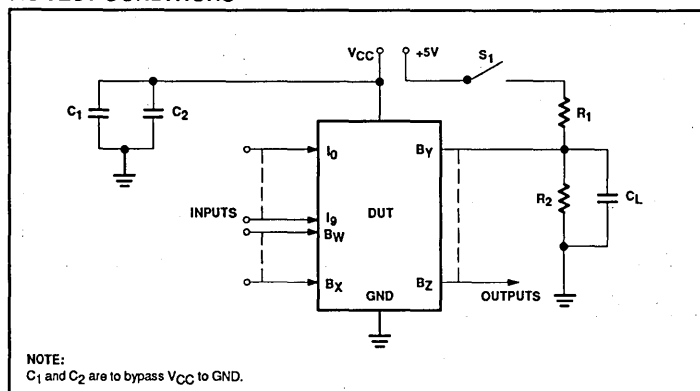 VCC +5V S1
C1 C2 R1
I0 BY
INPUTS I9 DUT R2 CL
BW
BX GND BZ OUTPUTS
NOTE:
C1 and C2 are to bypass VCC to GND.